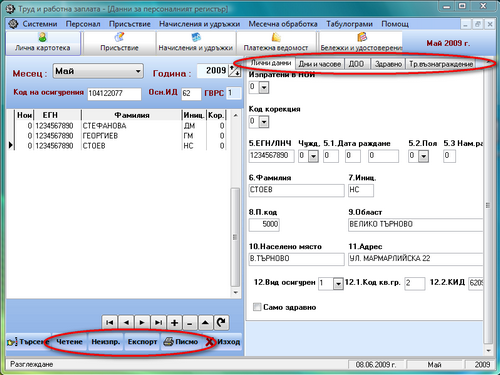 Труд и работна заплата - [Данни за персоналният регистър]
Системни Персонал Присъствие Начисления и удръжки Месечна обработка Табулограми Помощ
Лична картотека Присъствие Начисления и удръжки Платежна ведомост Бележки и удостоверения Май 2009 г.
Месец : Май Година : 2009
Код на осигурения 104122077 Осн.ИД 62 ГВРС 1
Ном ЕГН Фамилия Иниц. Кор.
0 1234567890 СТЕФАНОВА ДМ 0
0 1234567890 ГЕОРГИЕВ ГМ 0
0 1234567890 СТОЕВ НС 0
Търсене Четене Неизпр. Експорт Писмо Изход
Лични данни Дни и часове ДОО Здравно Тр.възнаграждение
Изпратени в НОИ
0
Код корекция
0
5.ЕГН/ЛНЧ Чужд. 5.1.Дата раждане 5.2.Пол 5.3 Нам.ра
1234567890 0 0 0 0 0
6.Фамилия 7.Иниц.
СТОЕВ НС
8.П.код 9.Област
5000 ВЕЛИКО ТЪРНОВО
10.Населено място 11.Адрес
В.ТЪРНОВО УЛ. МАРМАРЛИЙСКА 22
12.Вид осигурен 1 12.1.Код кв.гр. 2 12.2.КИД 6209
Само здравно
Разглеждане 08.06.2009 г. Май 2009 г.